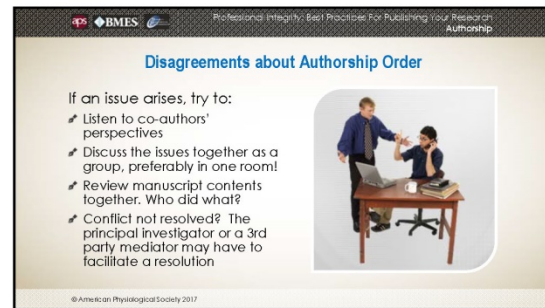 aps BMES
Professional Integrity: Best Practices For Publishing Your Research
Authorship
Disagreements about Authorship Order
If an issue arises, try to:
Listen to co-authors'
perspectives
Discuss the issues together as a
group, preferably in one room!
Review manuscript contents
together. Who did what?
Conflict not resolved? The
principal investigator or a 3rd
party mediator may have to
facilitate a resolution
© American Physiological Society 2017